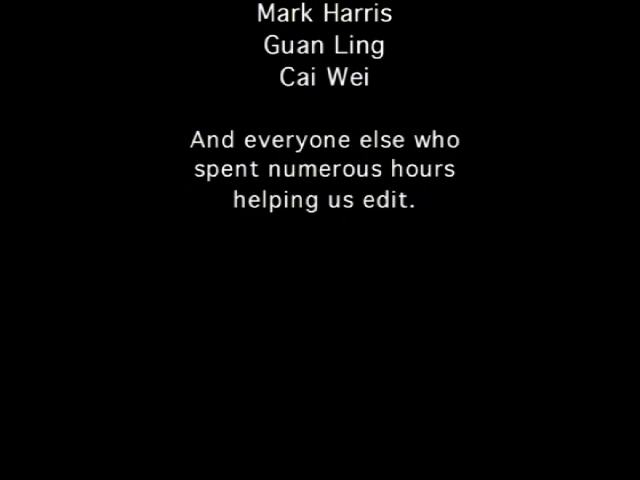 Mark Harris
Guan Ling
Cai Wei
And everyone else who
spent numerous hours
helping us edit.